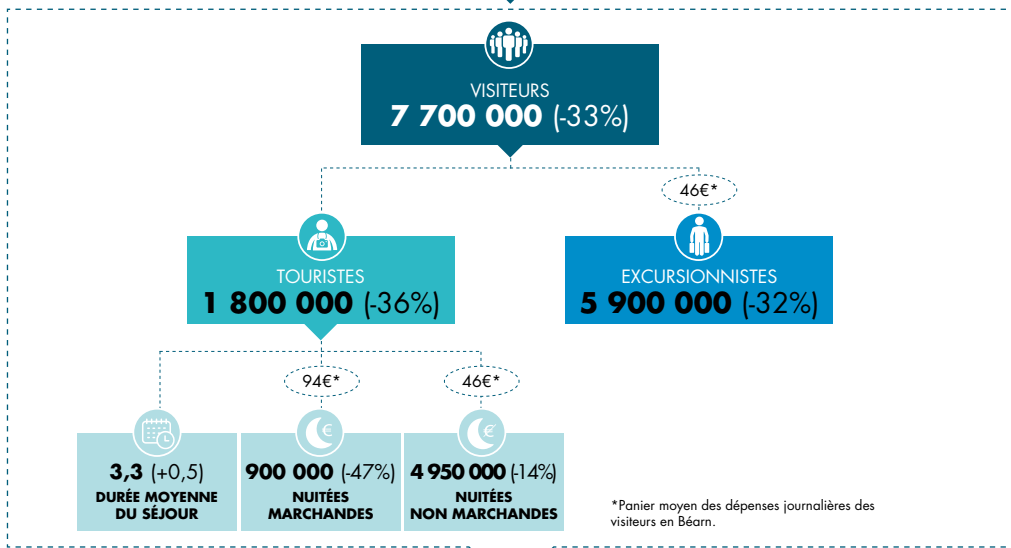 VISITEURS
7 700 000 (-33%)
46€*
TOURISTES
1 800 000 (-36%)
EXCURSIONNISTES
5 900 000 (-32%)
94€*
46€*
€
€
3,3 (+0,5)
DURÉE MOYENNE
DU SÉJOUR
900 000 (-47%)
NUITÉES
MARCHANDES
4 950 000 (-14%)
NUITÉES
NON MARCHANDES
*Panier moyen des dépenses journalières des
visiteurs en Béarn.